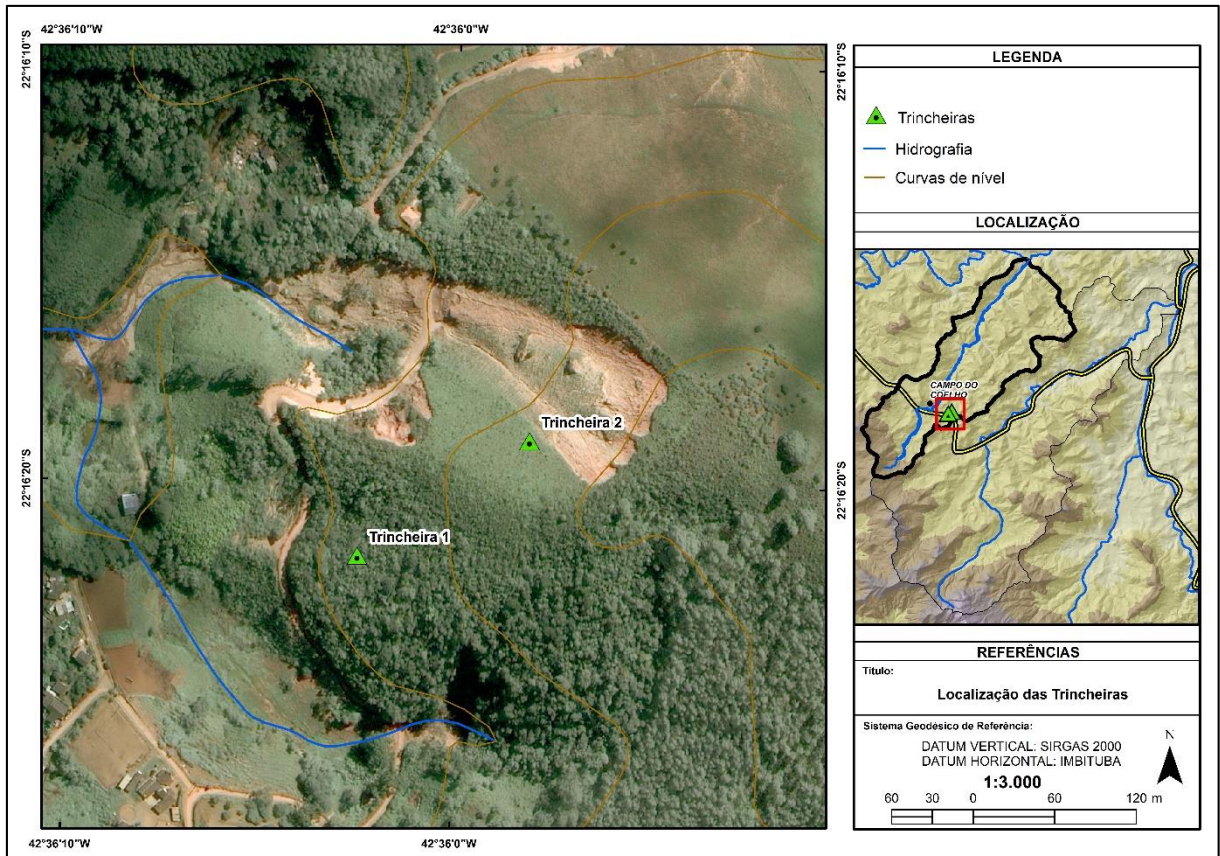 42°36'10"W
42°36'0"W
22°16'10"S
22°16'10"S
22°16'20"S
22°16'20"S
Trincheira 2
Trincheira 1
42°36'10"W
42°36'0"W
LEGENDA
Trincheiras
Hidrografia
Curvas de nível
LOCALIZAÇÃO
CAMPO DO
COELHO
REFERÊNCIAS
Título:
Localização das Trincheiras
Sistema Geodésico de Referência:
DATUM VERTICAL: SIRGAS 2000
DATUM HORIZONTAL: IMBITUBA
N
1:3.000
60 30 0 60 120 m